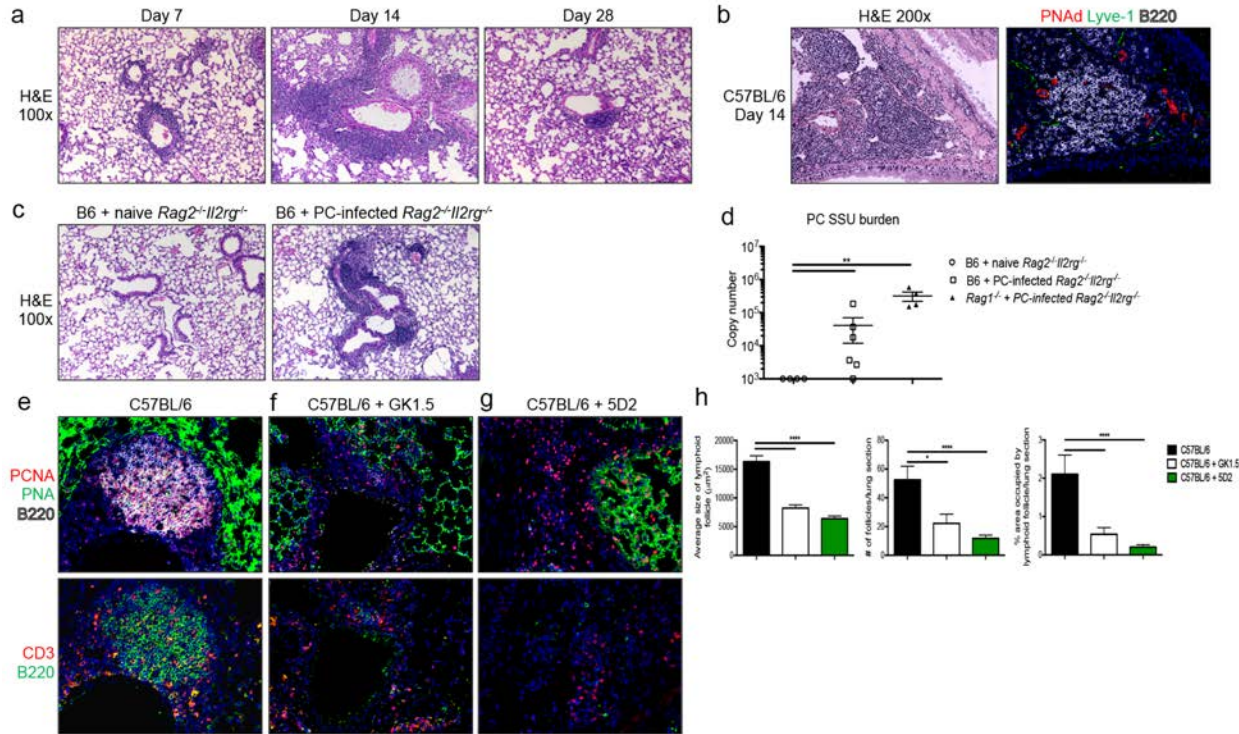 a
Day 7
Day 14
Day 28
H&E
100x
b
H&E 200x
PNAd Lyve-1 B220
C57BL/6
Day 14
c
B6 + naive Rag2-/-Il2rg-/-
B6 + PC-infected Rag2-/-Il2rg-/-
H&E
100x
d
PC SSU burden
Copy number
10^7
10^6
10^5
10^4
10^3
**
B6 + naive Rag2-/-Il2rg-/-
B6 + PC-infected Rag2-/-Il2rg-/-
Rag1-/- + PC-infected Rag2-/-Il2rg-/-
e
C57BL/6
f
C57BL/6 + GK1.5
g
C57BL/6 + 5D2
PCNA
PNA
B220
CD3
B220
h
Average size of lymphoid
follicle (µm2)
20000
15000
10000
5000
0
****
# of follicles/lung section
80
60
40
20
0
****
*
% area occupied by
lymphoid follicle/lung section
3
2
1
0
****
C57BL/6
C57BL/6 + GK1.5
C57BL/6 + 5D2